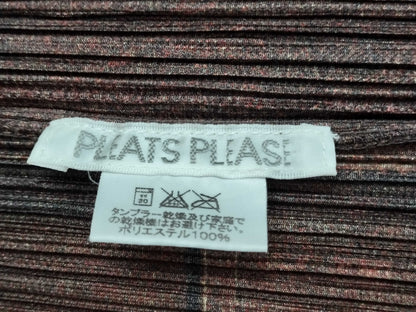 PLEATS PLEASE
30
タンブラー乾燥及び家庭で
の乾燥機はお避け下さい。
ポリエステル100%